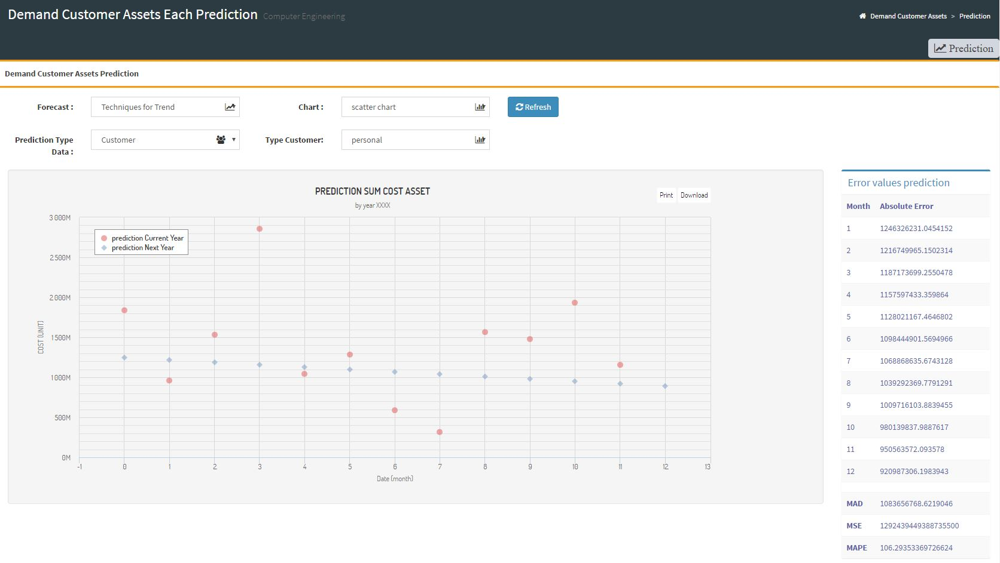 Demand Customer Assets Each Prediction Computer Engineering
Demand Customer Assets > Prediction
Prediction
Demand Customer Assets Prediction
Forecast : Techniques for Trend Chart : scatter chart Refresh
Prediction Type Data : Customer Type Customer: personal
PREDICTION SUM COST ASSET
by year XXXX
Print Download
prediction Current Year
prediction Next Year
3 000M
2 500M
2 000M
1 500M
1 000M
500M
0M
COST (UNIT)
-1 0 1 2 3 4 5 6 7 8 9 10 11 12 13
Date (month)
Error values prediction
Month Absolute Error
1 1246326231.0454152
2 1216749965.1502314
3 1187173699.2550478
4 1157597433.359864
5 1128021167.4646802
6 1098444901.5694966
7 1068868635.6743128
8 1039292369.7791291
9 1009716103.8839455
10 980139837.9887617
11 950563572.093578
12 920987306.1983943
MAD 1083656768.6219046
MSE 1292439449388735500
MAPE 106.29353369726624